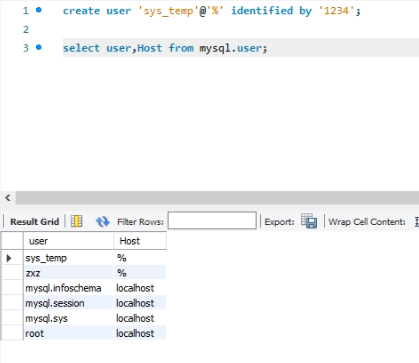 1 create user 'sys_temp'@'%' identified by '1234';
2
3 select user,Host from mysql.user;
Result Grid Filter Rows: Export: Wrap Cell Content:
user Host
sys_temp %
zxz %
mysql.infoschema localhost
mysql.session localhost
mysql.sys localhost
root localhost